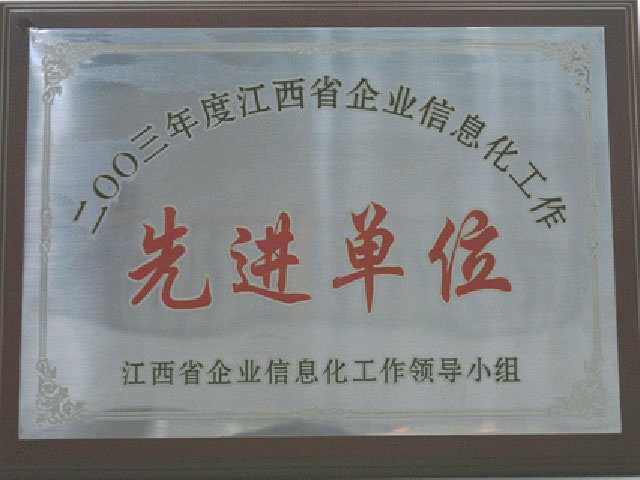 二〇〇三年度江西省企业信息化工作
先进单位
江西省企业信息化工作领导小组